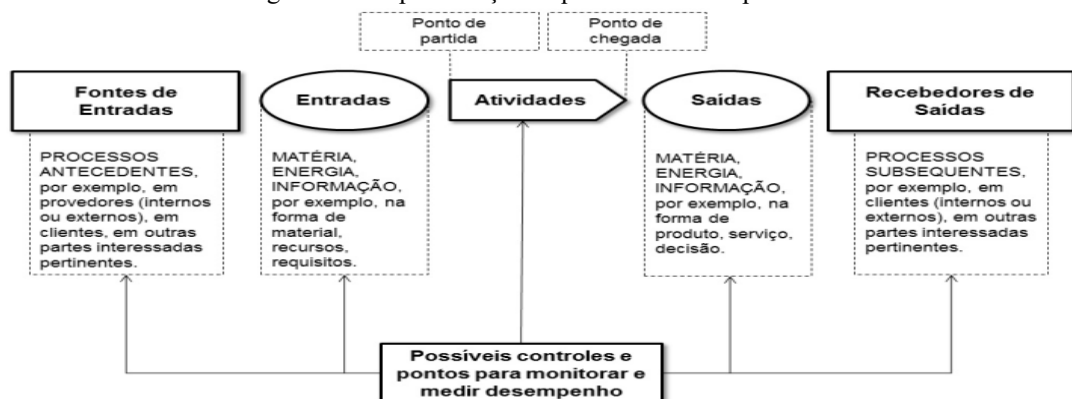 Ponto de
partida
Ponto de
chegada
Fontes de
Entradas
Entradas
Atividades
Saídas
Recebedores de
Saídas
PROCESSOS
ANTECEDENTES,
por exemplo, em
provedores (internos
ou externos), em
clientes, em outras
partes interessadas
pertinentes.
MATÉRIA,
ENERGIA,
INFORMAÇÃO,
por exemplo, na
forma de
material,
recursos,
requisitos.
MATÉRIA,
ENERGIA,
INFORMAÇÃO,
por exemplo, na
forma de
produto, serviço,
decisão.
PROCESSOS
SUBSEQUENTES,
por exemplo, em
clientes (internos ou
externos), em outras
partes interessadas
pertinentes.
Possíveis controles e
pontos para monitorar e
medir desempenho